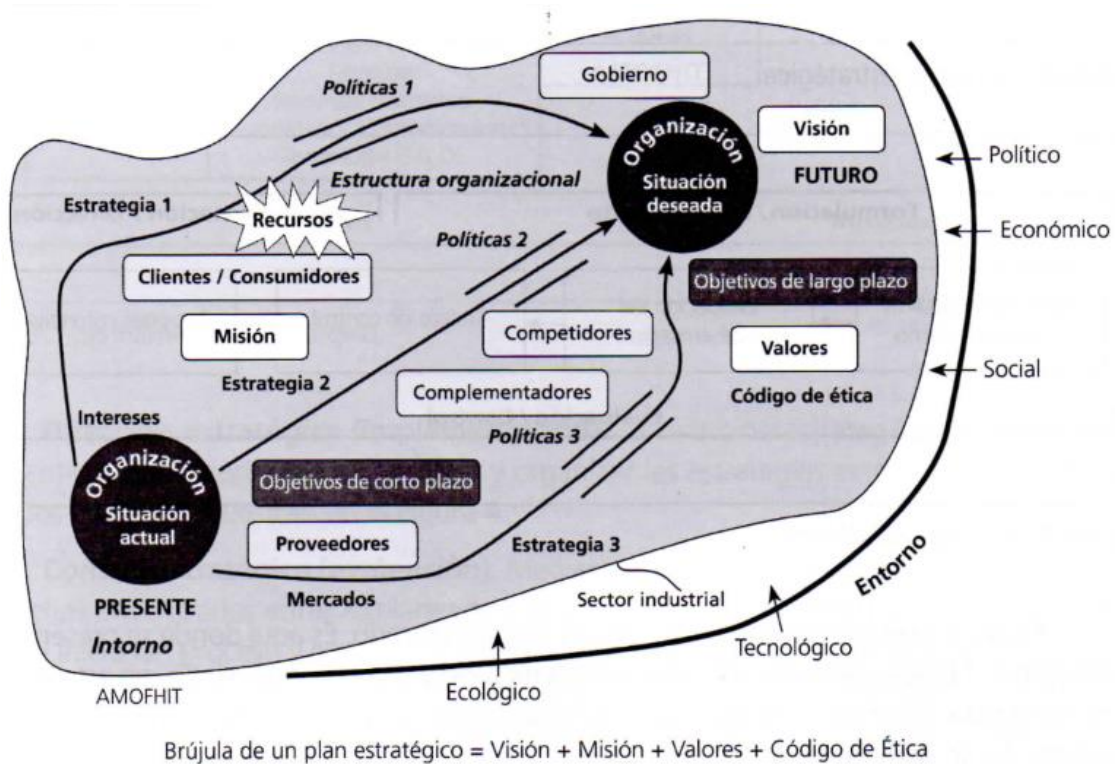 Gobierno
Políticas 1
Organización
Situación
deseada
Visión
FUTURO
Político
Estructura organizacional
Estrategia 1
Recursos
Políticas 2
Económico
Clientes / Consumidores
Objetivos de largo plazo
Misión
Competidores
Valores
Estrategia 2
Social
Complementadores
Código de ética
Intereses
Políticas 3
Organización
Situación
actual
Objetivos de corto plazo
Proveedores
Estrategia 3
Entorno
PRESENTE
Mercados
Sector industrial
Intorno
Tecnológico
AMOFHIT
Ecológico
Brújula de un plan estratégico = Visión + Misión + Valores + Código de Ética